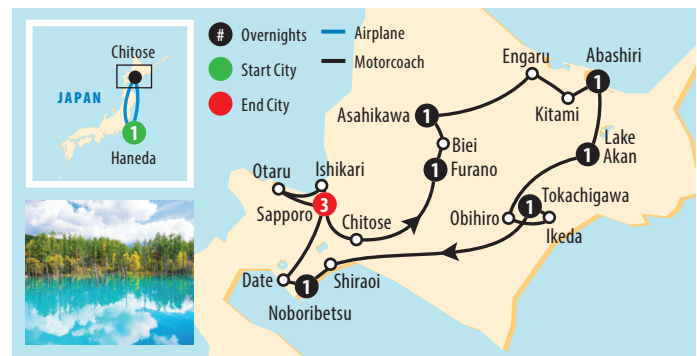 Chitose
JAPAN
1
Haneda
# Overnights
Start City
End City
Airplane
Motorcoach
Engaru
Abashiri
1
Kitami
Asahikawa
1
Biei
1
Furano
Lake
Akan
1
Otaru
Ishikari
Sapporo
3
Chitose
Tokachigawa
1
Obihiro
Ikeda
Date
1
Shiraoi
Noboribetsu